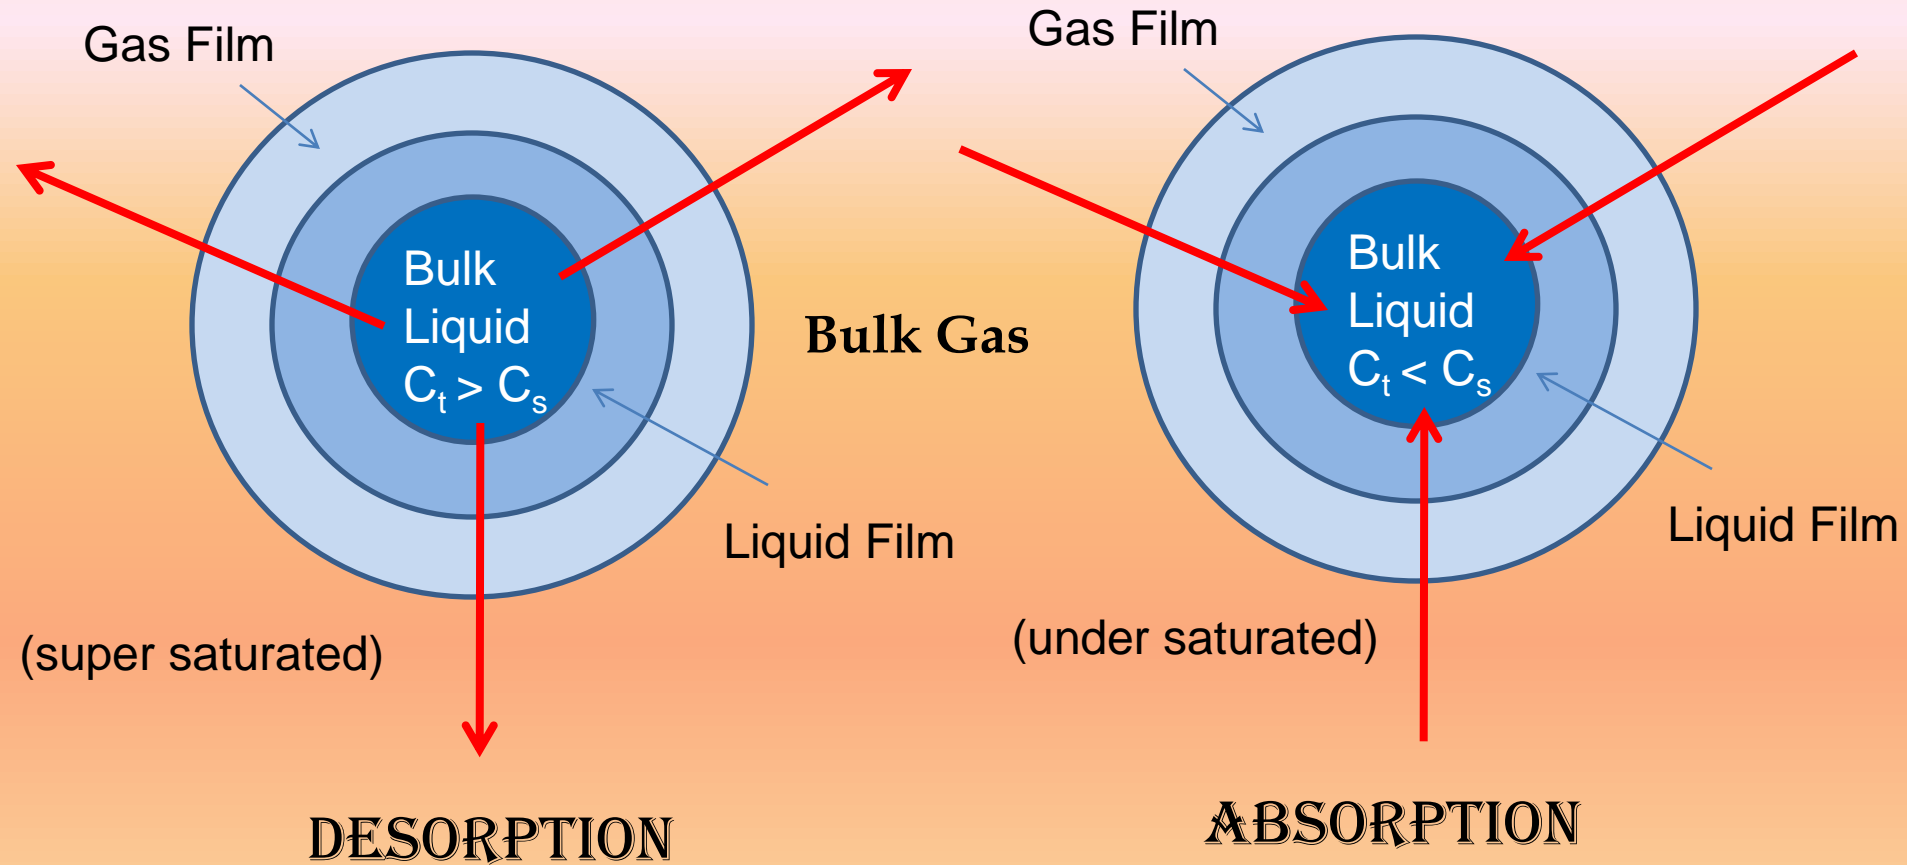 Gas Film
Bulk
Liquid
Cₜ > Cₛ
Liquid Film
(super saturated)
DESORPTION
Bulk Gas
Gas Film
Bulk
Liquid
Cₜ < Cₛ
Liquid Film
(under saturated)
ABSORPTION